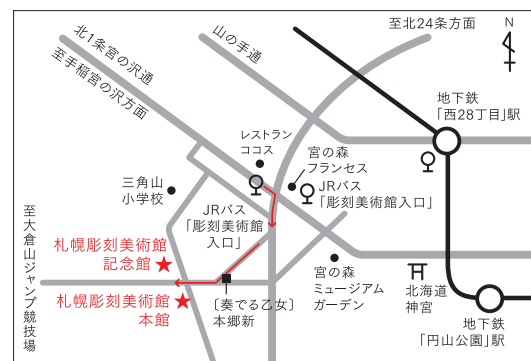 至北24条方面
N
北1条宮の沢通
山の手通
至手稲宮の沢方面
地下鉄
「西28丁目」駅
レストラン
ココス
宮の森
フランセス
三角山
小学校
JRバス
「彫刻美術館入口」
JRバス
「彫刻美術館
入口」
至大倉山ジャンプ競技場
札幌彫刻美術館
記念館
札幌彫刻美術館
本館
〔奏でる乙女〕
本郷新
宮の森
ミュージアム
ガーデン
北海道
神宮
地下鉄
「円山公園」駅